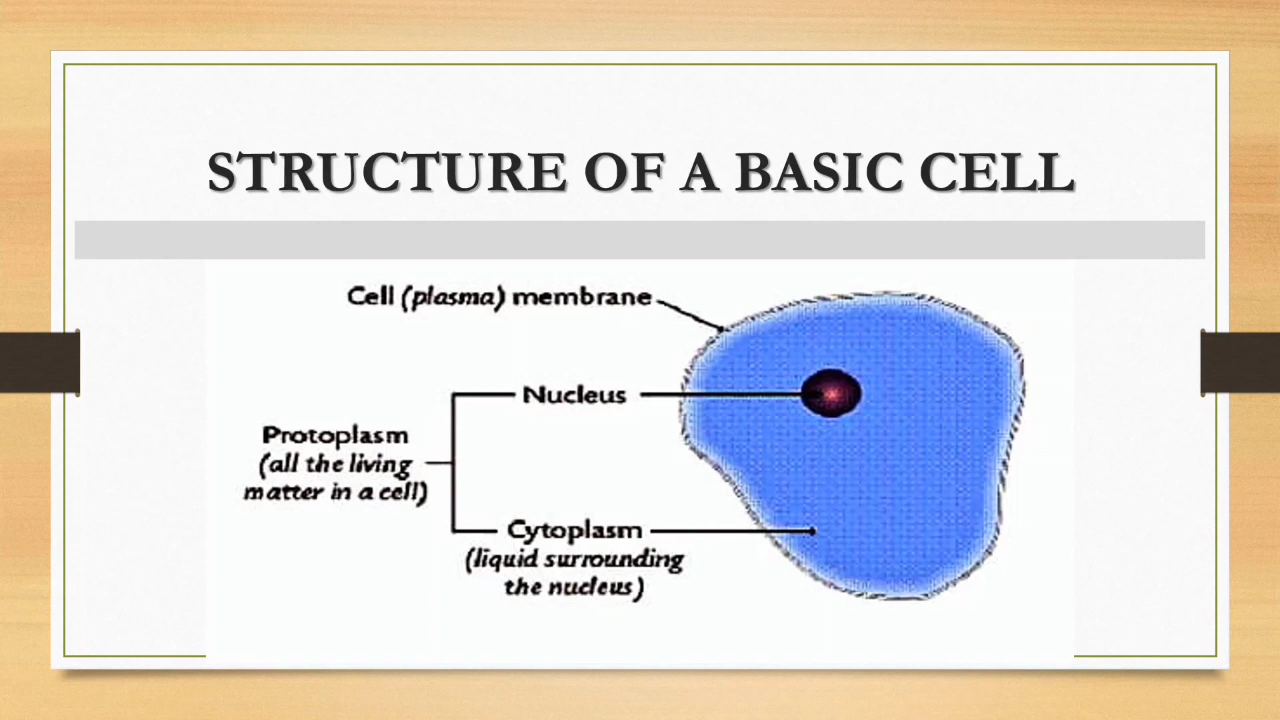 STRUCTURE OF A BASIC CELL
Cell (plasma) membrane
Nucleus
Protoplasm
(all the living
matter in a cell)
Cytoplasm
(liquid surrounding
the nucleus)